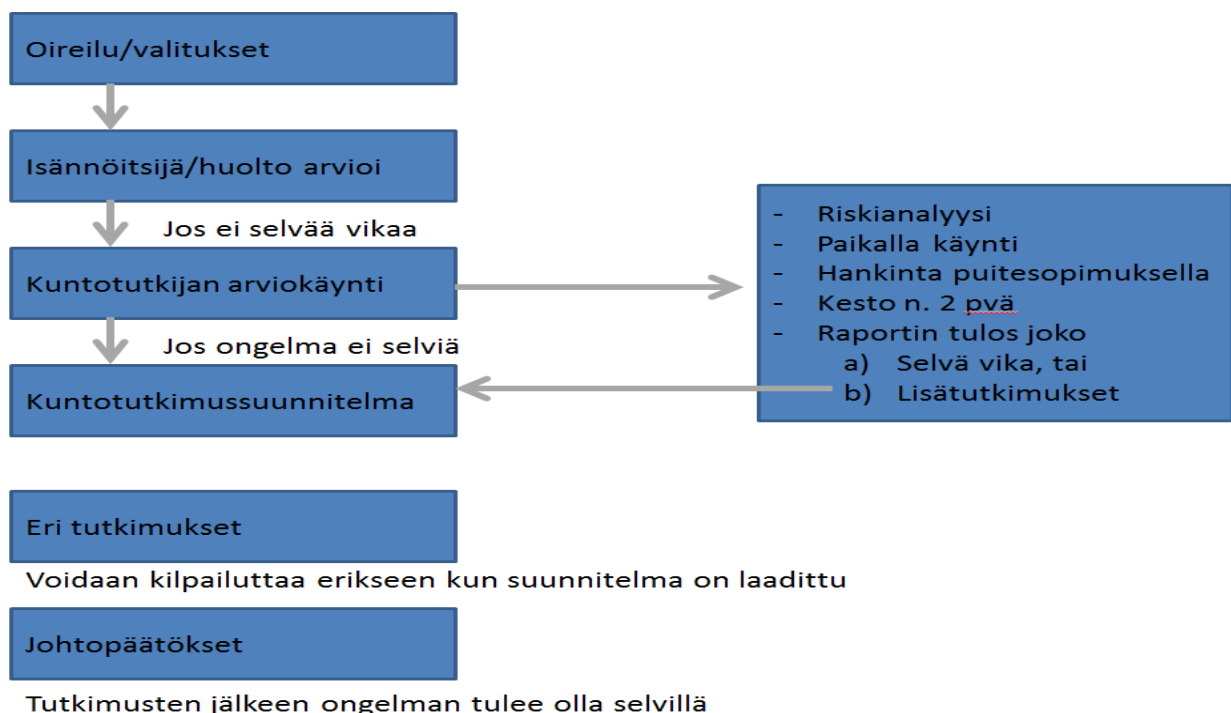 Oireilu/valitukset
Isännöitsijä/huolto arvioi
Jos ei selvää vikaa
Kuntotutkijan arviokäynti
Jos ongelma ei selviä
Kuntotutkimussuunnitelma
- Riskianalyysi
- Paikalla käynti
- Hankinta puitesopimuksella
- Kesto n. 2 pvä
- Raportin tulos joko
a) Selvä vika, tai
b) Lisätutkimukset
Eri tutkimukset
Voidaan kilpailuttaa erikseen kun suunnitelma on laadittu
Johtopäätökset
Tutkimusten jälkeen ongelman tulee olla selvillä